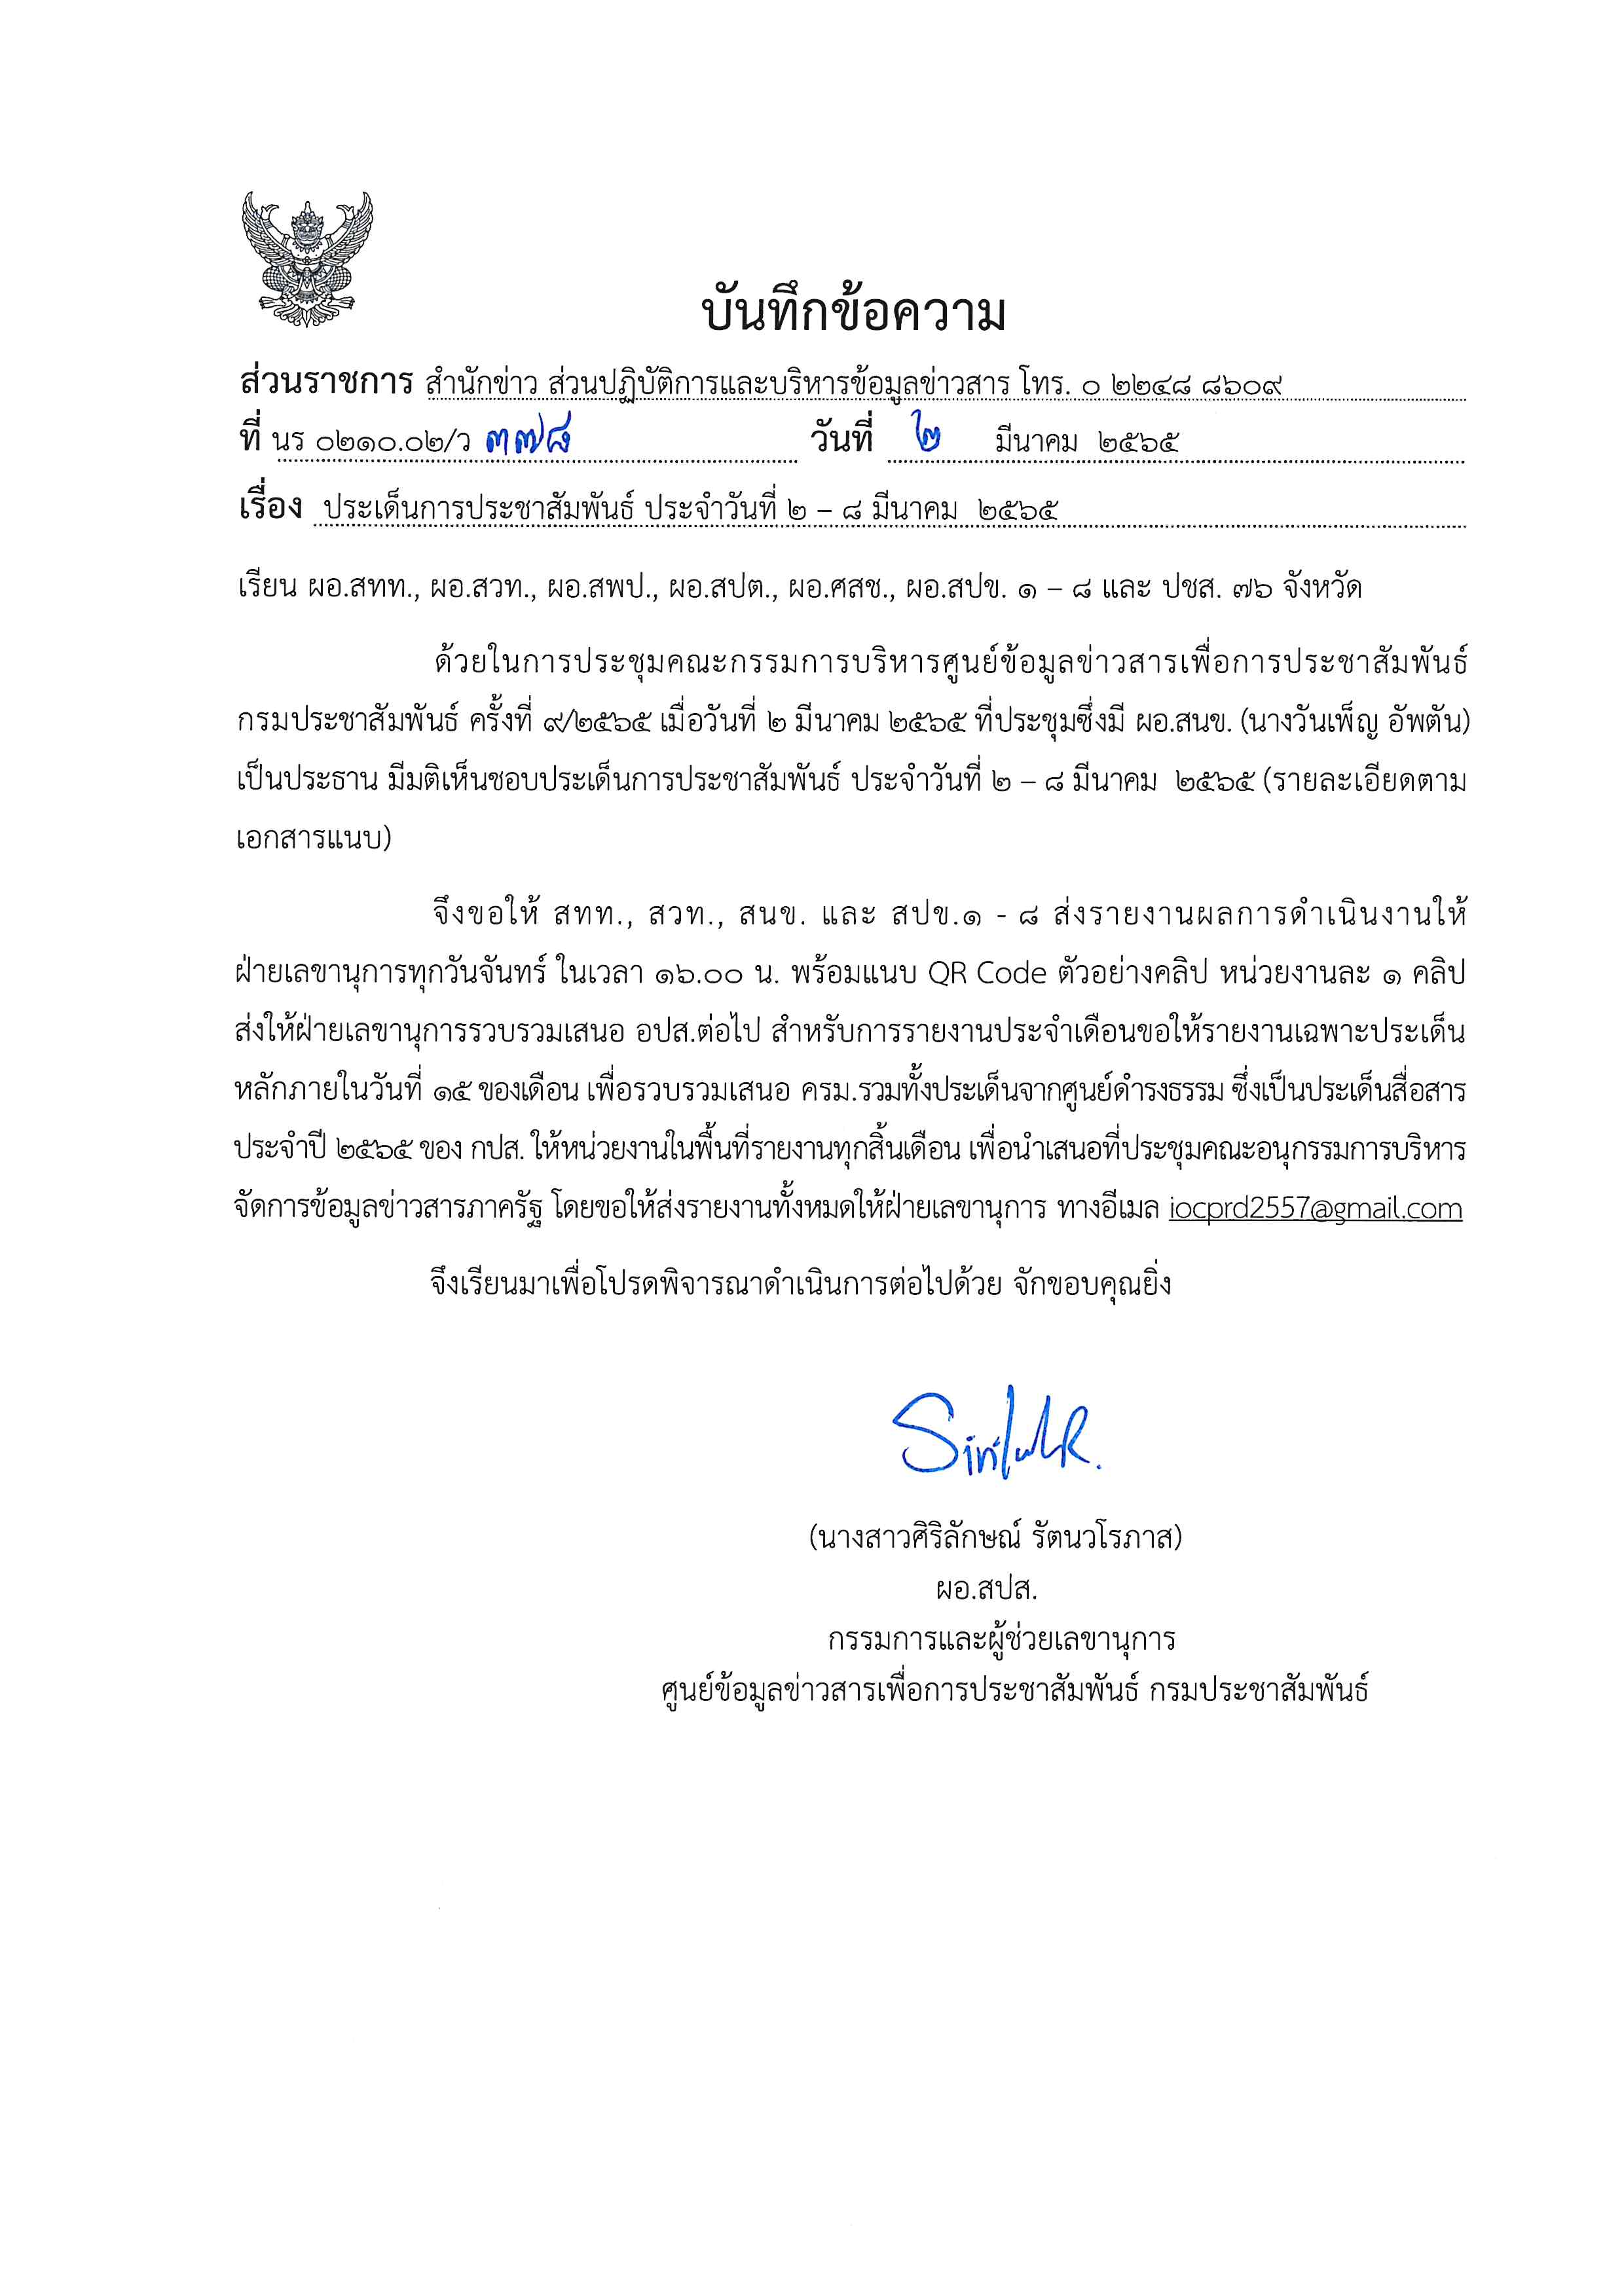 บันทึกข้อความ
ส่วนราชการ สำนักข่าว ส่วนปฏิบัติการและบริหารข้อมูลข่าวสาร โทร. ๐ ๒๒๔๘ ๘๖๐๙
ที่ นร ๐๒๑๐.๐๒/ว ๓๗๘ วันที่ ๒ มีนาคม ๒๕๖๕
เรื่อง ประเด็นการประชาสัมพันธ์ ประจำวันที่ ๒ – ๘ มีนาคม ๒๕๖๕
เรียน ผอ.สทท., ผอ.สวท., ผอ.สพป., ผอ.สปต., ผอ.ศสช., ผอ.สปข. ๑ – ๘ และ ปชส. ๗๖ จังหวัด
ด้วยในการประชุมคณะกรรมการบริหารศูนย์ข้อมูลข่าวสารเพื่อการประชาสัมพันธ์
กรมประชาสัมพันธ์ ครั้งที่ ๙/๒๕๖๕ เมื่อวันที่ ๒ มีนาคม ๒๕๖๕ ที่ประชุมซึ่งมี ผอ.สนข. (นางวันเพ็ญ อัพตัน)
เป็นประธาน มีมติเห็นชอบประเด็นการประชาสัมพันธ์ ประจำวันที่ ๒ – ๘ มีนาคม ๒๕๖๕ (รายละเอียดตาม
เอกสารแนบ)
จึงขอให้ สทท., สวท., สนข. และ สปข.๑ - ๘ ส่งรายงานผลการดำเนินงานให้
ฝ่ายเลขานุการทุกวันจันทร์ ในเวลา ๑๖.๐๐ น. พร้อมแนบ QR Code ตัวอย่างคลิป หน่วยงานละ ๑ คลิป
ส่งให้ฝ่ายเลขานุการรวบรวมเสนอ อปส.ต่อไป สำหรับการรายงานประจำเดือนขอให้รายงานเฉพาะประเด็น
หลักภายในวันที่ ๑๕ ของเดือน เพื่อรวบรวมเสนอ ครม.รวมทั้งประเด็นจากศูนย์ดำรงธรรม ซึ่งเป็นประเด็นสื่อสาร
ประจำปี ๒๕๖๕ ของ กปส. ให้หน่วยงานในพื้นที่รายงานทุกสิ้นเดือน เพื่อนำเสนอที่ประชุมคณะอนุกรรมการบริหาร
จัดการข้อมูลข่าวสารภาครัฐ โดยขอให้ส่งรายงานทั้งหมดให้ฝ่ายเลขานุการ ทางอีเมล iocprd2557@gmail.com
จึงเรียนมาเพื่อโปรดพิจารณาดำเนินการต่อไปด้วย จักขอบคุณยิ่ง
(นางสาวศิริลักษณ์ รัตนวโรภาส)
ผอ.สปส.
กรรมการและผู้ช่วยเลขานุการ
ศูนย์ข้อมูลข่าวสารเพื่อการประชาสัมพันธ์ กรมประชาสัมพันธ์